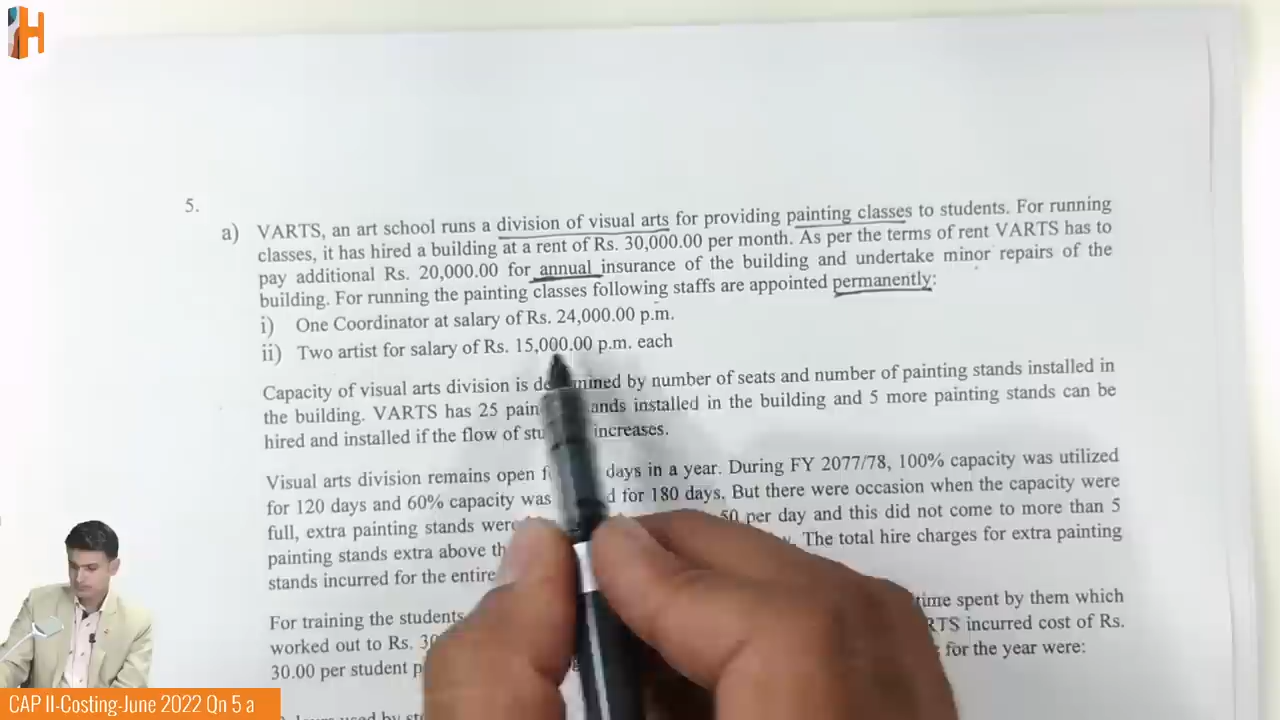 H
5.
a) VARTS, an art school runs a division of visual arts for providing painting classes to students. For running
classes, it has hired a building at a rent of Rs. 30,000.00 per month. As per the terms of rent VARTS has to
pay additional Rs. 20,000.00 for annual insurance of the building and undertake minor repairs of the
building. For running the painting classes following staffs are appointed permanently:
i) One Coordinator at salary of Rs. 24,000.00 p.m.
ii) Two artist for salary of Rs. 15,000.00 p.m. each
Capacity of visual arts division is by number of seats and number of painting stands installed in
the building. VARTS has 25 installed in the building and 5 more painting stands can be
hired and installed if the flow of increases.
Visual arts division remains open days in a year. During FY 2077/78, 100% capacity was utilized
for 120 days and 60% capacity was for 180 days. But there were occasion when the capacity were
full, extra painting stands 50 per day and this did not come to more than 5
painting stands extra above The total hire charges for extra painting
stands incurred for the entire
For training the students time spent by them which
worked out to Rs. incurred cost of Rs.
30.00 per student for the year were:
used by
CAP II-Costing-June 2022 Qn 5 a